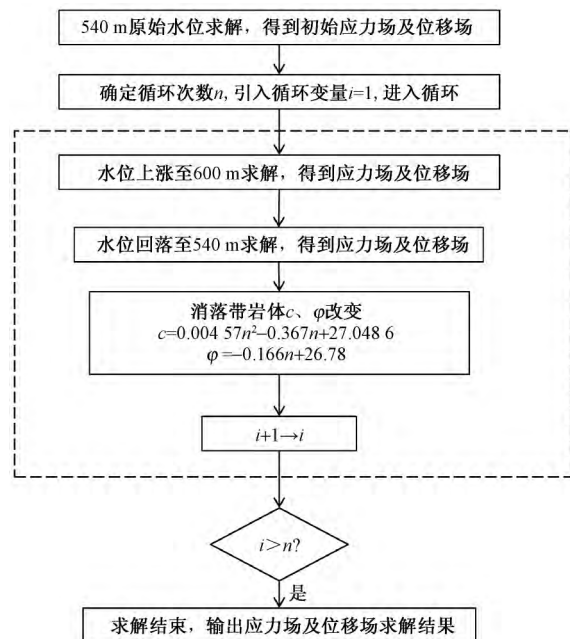 540 m原始水位求解，得到初始应力场及位移场
确定循环次数n, 引入循环变量i=1, 进入循环
水位上涨至600 m求解，得到应力场及位移场
水位回落至540 m求解，得到应力场及位移场
消落带岩体c、φ改变
c=0.004 57n²−0.367n+27.048 6
φ=−0.166n+26.78
i+1→i
i>n?
是
求解结束，输出应力场及位移场求解结果